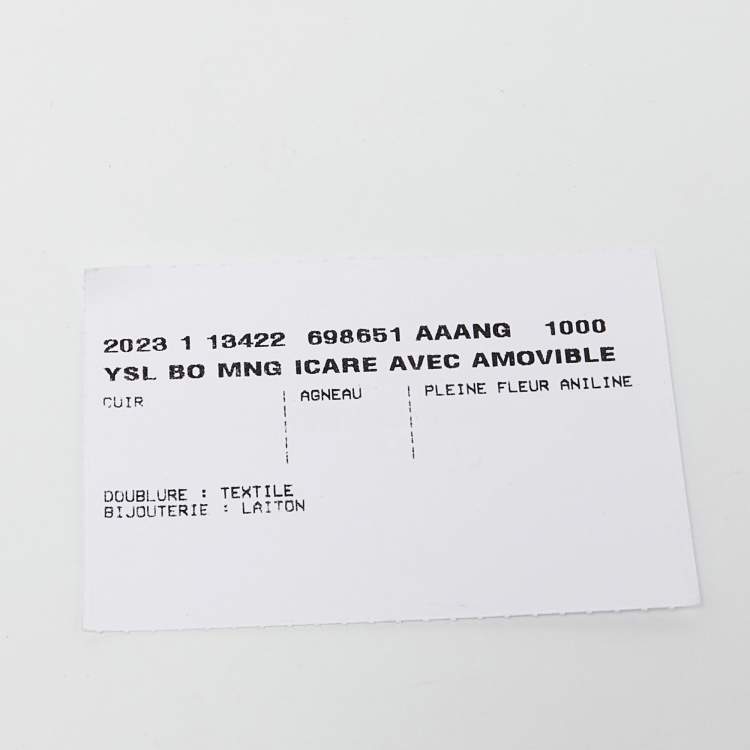 2023 1 13422 698651 AAANG 1000
YSL BO MNG ICARE AVEC AMOVIBLE
CUIR | AGNEAU | PLEINE FLEUR ANILINE
DOUBLURE : TEXTILE
BIJOUTERIE : LAITON